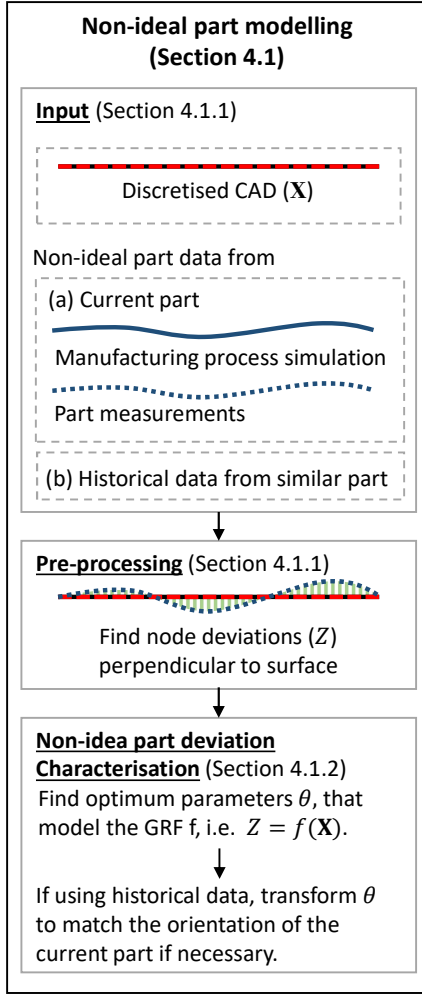 Non-ideal part modelling
(Section 4.1)
Input (Section 4.1.1)
Discretised CAD (X)
Non-ideal part data from
(a) Current part
Manufacturing process simulation
Part measurements
(b) Historical data from similar part
Pre-processing (Section 4.1.1)
Find node deviations (Z)
perpendicular to surface
Non-idea part deviation
Characterisation (Section 4.1.2)
Find optimum parameters θ, that
model the GRF f, i.e. Z = f(X).
If using historical data, transform θ
to match the orientation of the
current part if necessary.